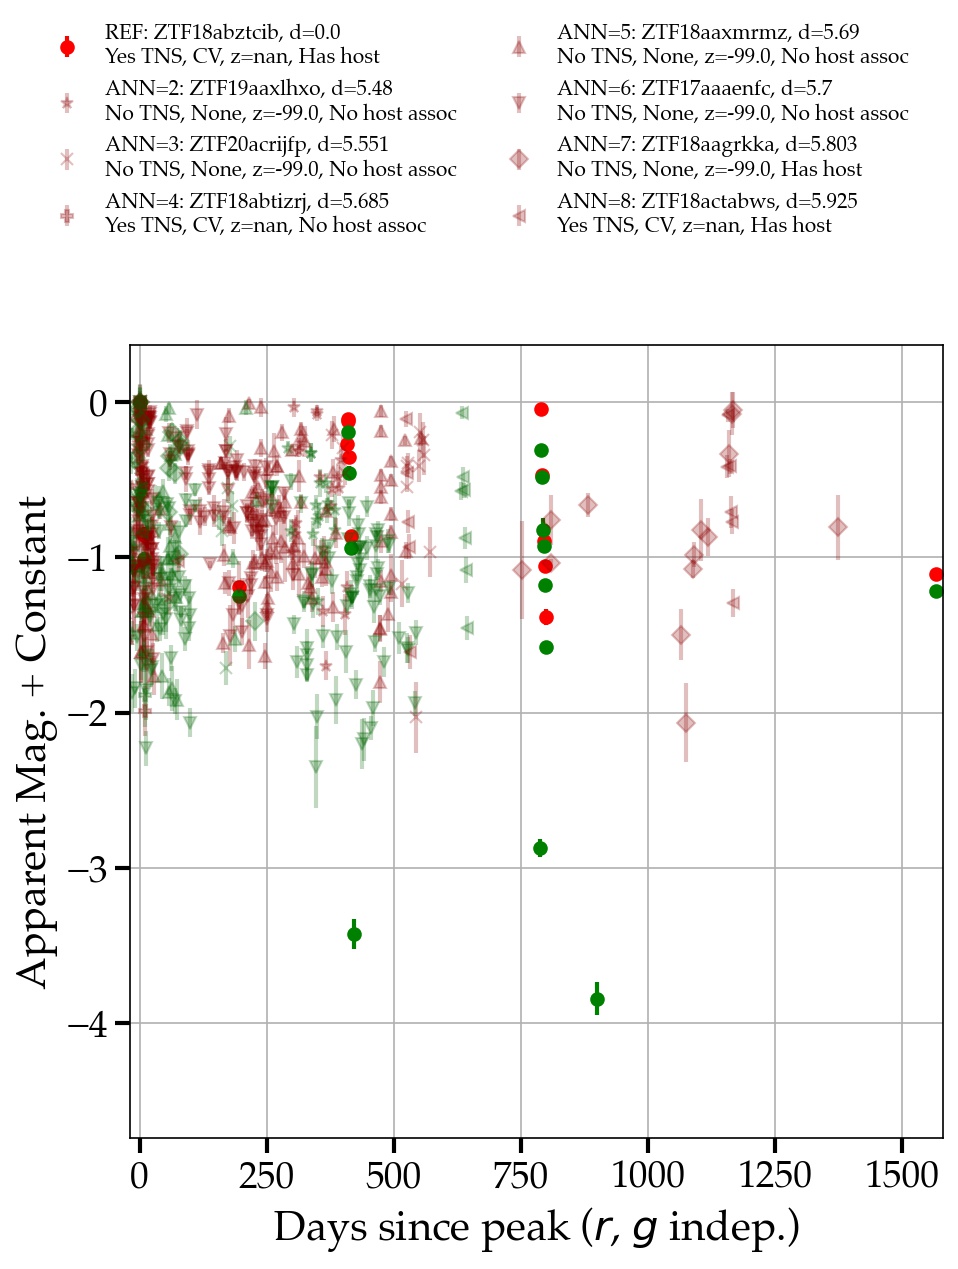 REF: ZTF18abztcib, d=0.0
Yes TNS, CV, z=nan, Has host
ANN=2: ZTF19aaxlhxo, d=5.48
No TNS, None, z=-99.0, No host assoc
ANN=3: ZTF20acrijfp, d=5.551
No TNS, None, z=-99.0, No host assoc
ANN=4: ZTF18abtizrj, d=5.685
Yes TNS, CV, z=nan, No host assoc
ANN=5: ZTF18aaxmrmz, d=5.69
No TNS, None, z=-99.0, No host assoc
ANN=6: ZTF17aaaenfc, d=5.7
No TNS, None, z=-99.0, No host assoc
ANN=7: ZTF18aagrkka, d=5.803
No TNS, None, z=-99.0, Has host
ANN=8: ZTF18actabws, d=5.925
Yes TNS, CV, z=nan, Has host
Apparent Mag. + Constant
0
−1
−2
−3
−4
0 250 500 750 1000 1250 1500
Days since peak (r, g indep.)